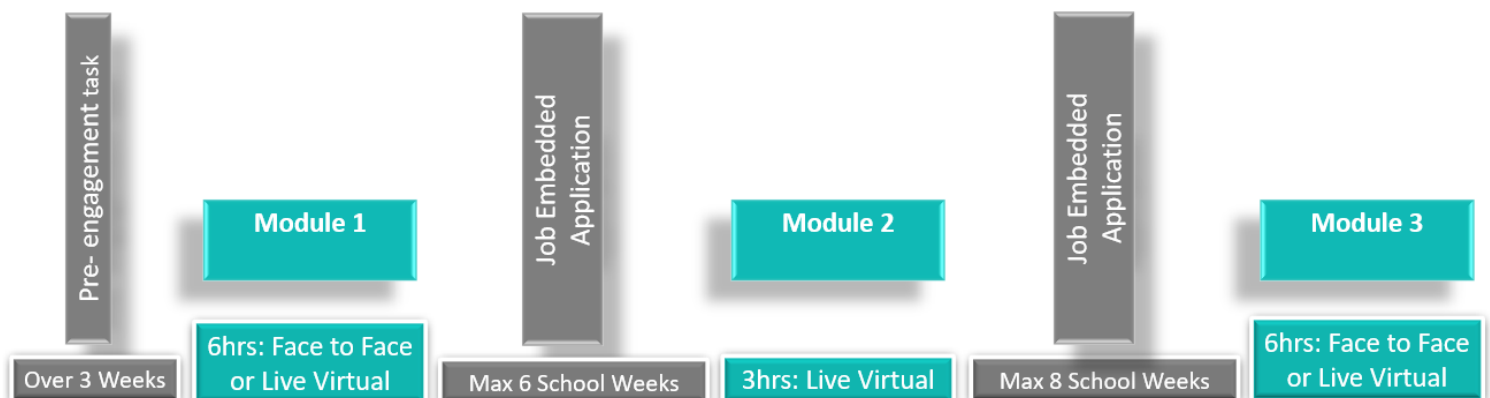 Pre- engagement task
Over 3 Weeks
Module 1
6hrs: Face to Face
or Live Virtual
Job Embedded
Application
Max 6 School Weeks
Module 2
3hrs: Live Virtual
Job Embedded
Application
Max 8 School Weeks
Module 3
6hrs: Face to Face
or Live Virtual